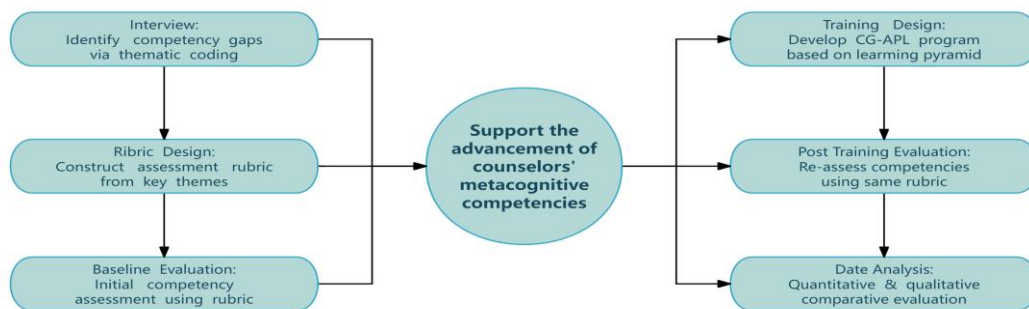 Interview:
Identify competency gaps
via thematic coding
Ribric Design:
Construct assessment rubric
from key themes
Baseline Evaluation:
Initial competency
assessment using rubric
Support the
advancement of
counselors'
metacognitive
competencies
Training Design:
Develop CG-APL program
based on learning pyramid
Post Training Evaluation:
Re-assess competencies
using same rubric
Date Analysis:
Quantitative & qualitative
comparative evaluation